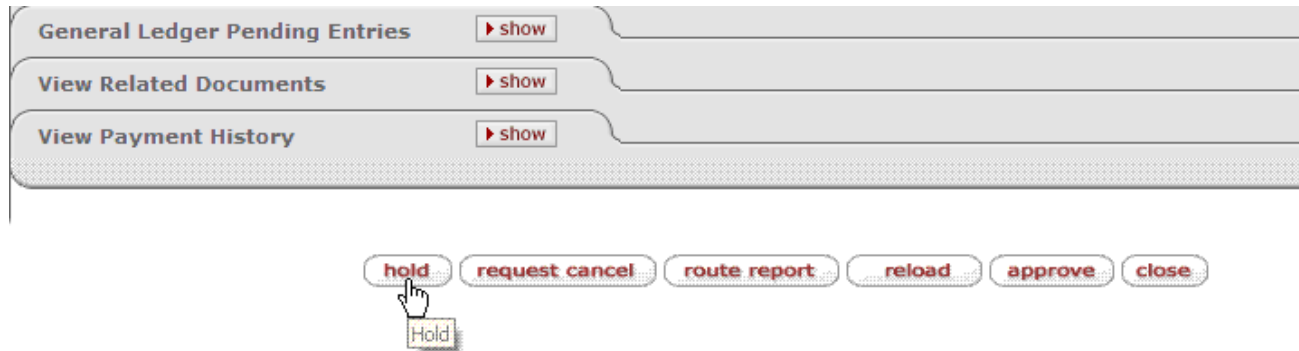 General Ledger Pending Entries show
View Related Documents show
View Payment History show
hold request cancel route report reload approve close
Hold